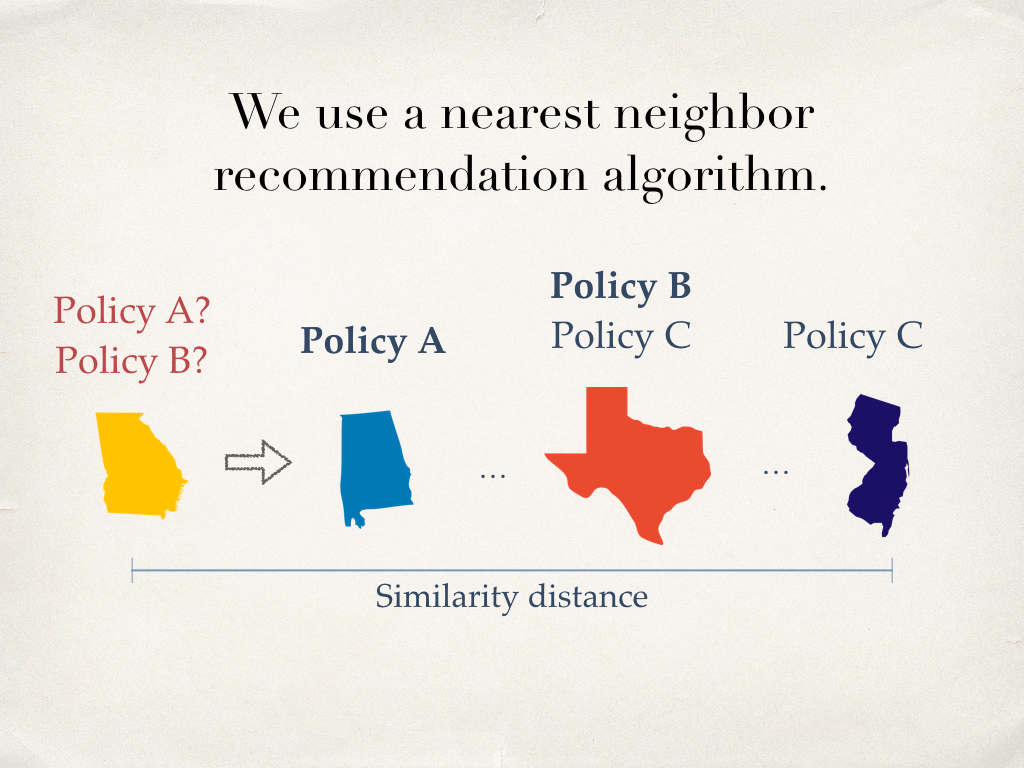 We use a nearest neighbor
recommendation algorithm.
Policy A?
Policy B?
Policy A
Policy B
Policy C
Policy C
...
...
Similarity distance